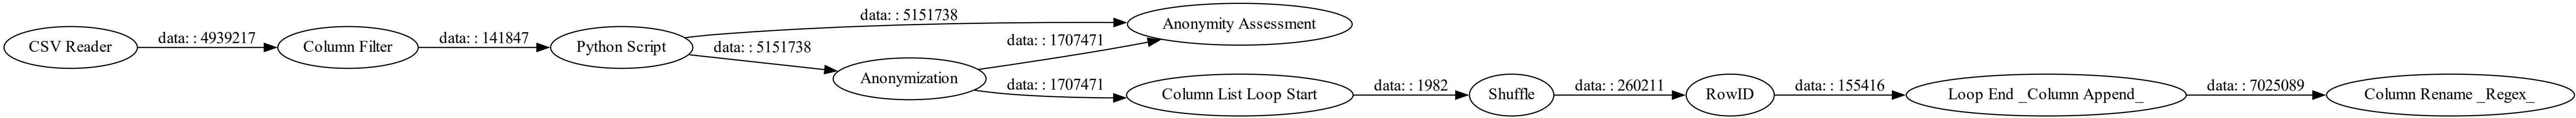 CSV Reader
data: : 4939217
Column Filter
data: : 141847
Python Script
data: : 5151738
data: : 5151738
Anonymization
data: : 1707471
data: : 1707471
Anonymity Assessment
Column List Loop Start
data: : 1982
Shuffle
data: : 260211
RowID
data: : 155416
Loop End _Column Append_
data: : 7025089
Column Rename _Regex_